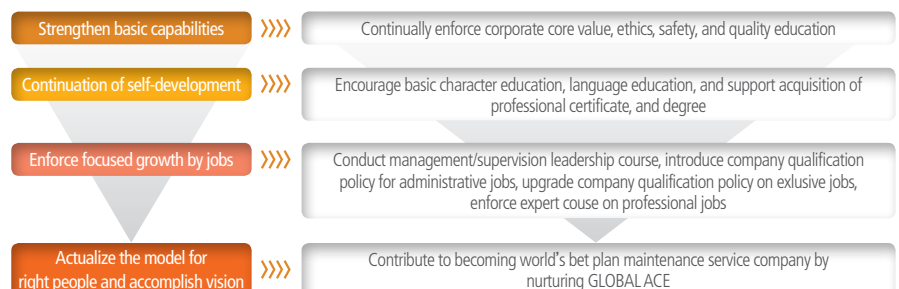 Strengthen basic capabilities
Continually enforce corporate core value, ethics, safety, and quality education
Continuation of self-development
Encourage basic character education, language education, and support acquisition of
professional certificate, and degree
Enforce focused growth by jobs
Conduct management/supervision leadership course, introduce company qualification
policy for administrative jobs, upgrade company qualification policy on exlusive jobs,
enforce expert couse on professional jobs
Actualize the model for
right people and accomplish vision
Contribute to becoming world's bet plan maintenance service company by
nurturing GLOBAL ACE